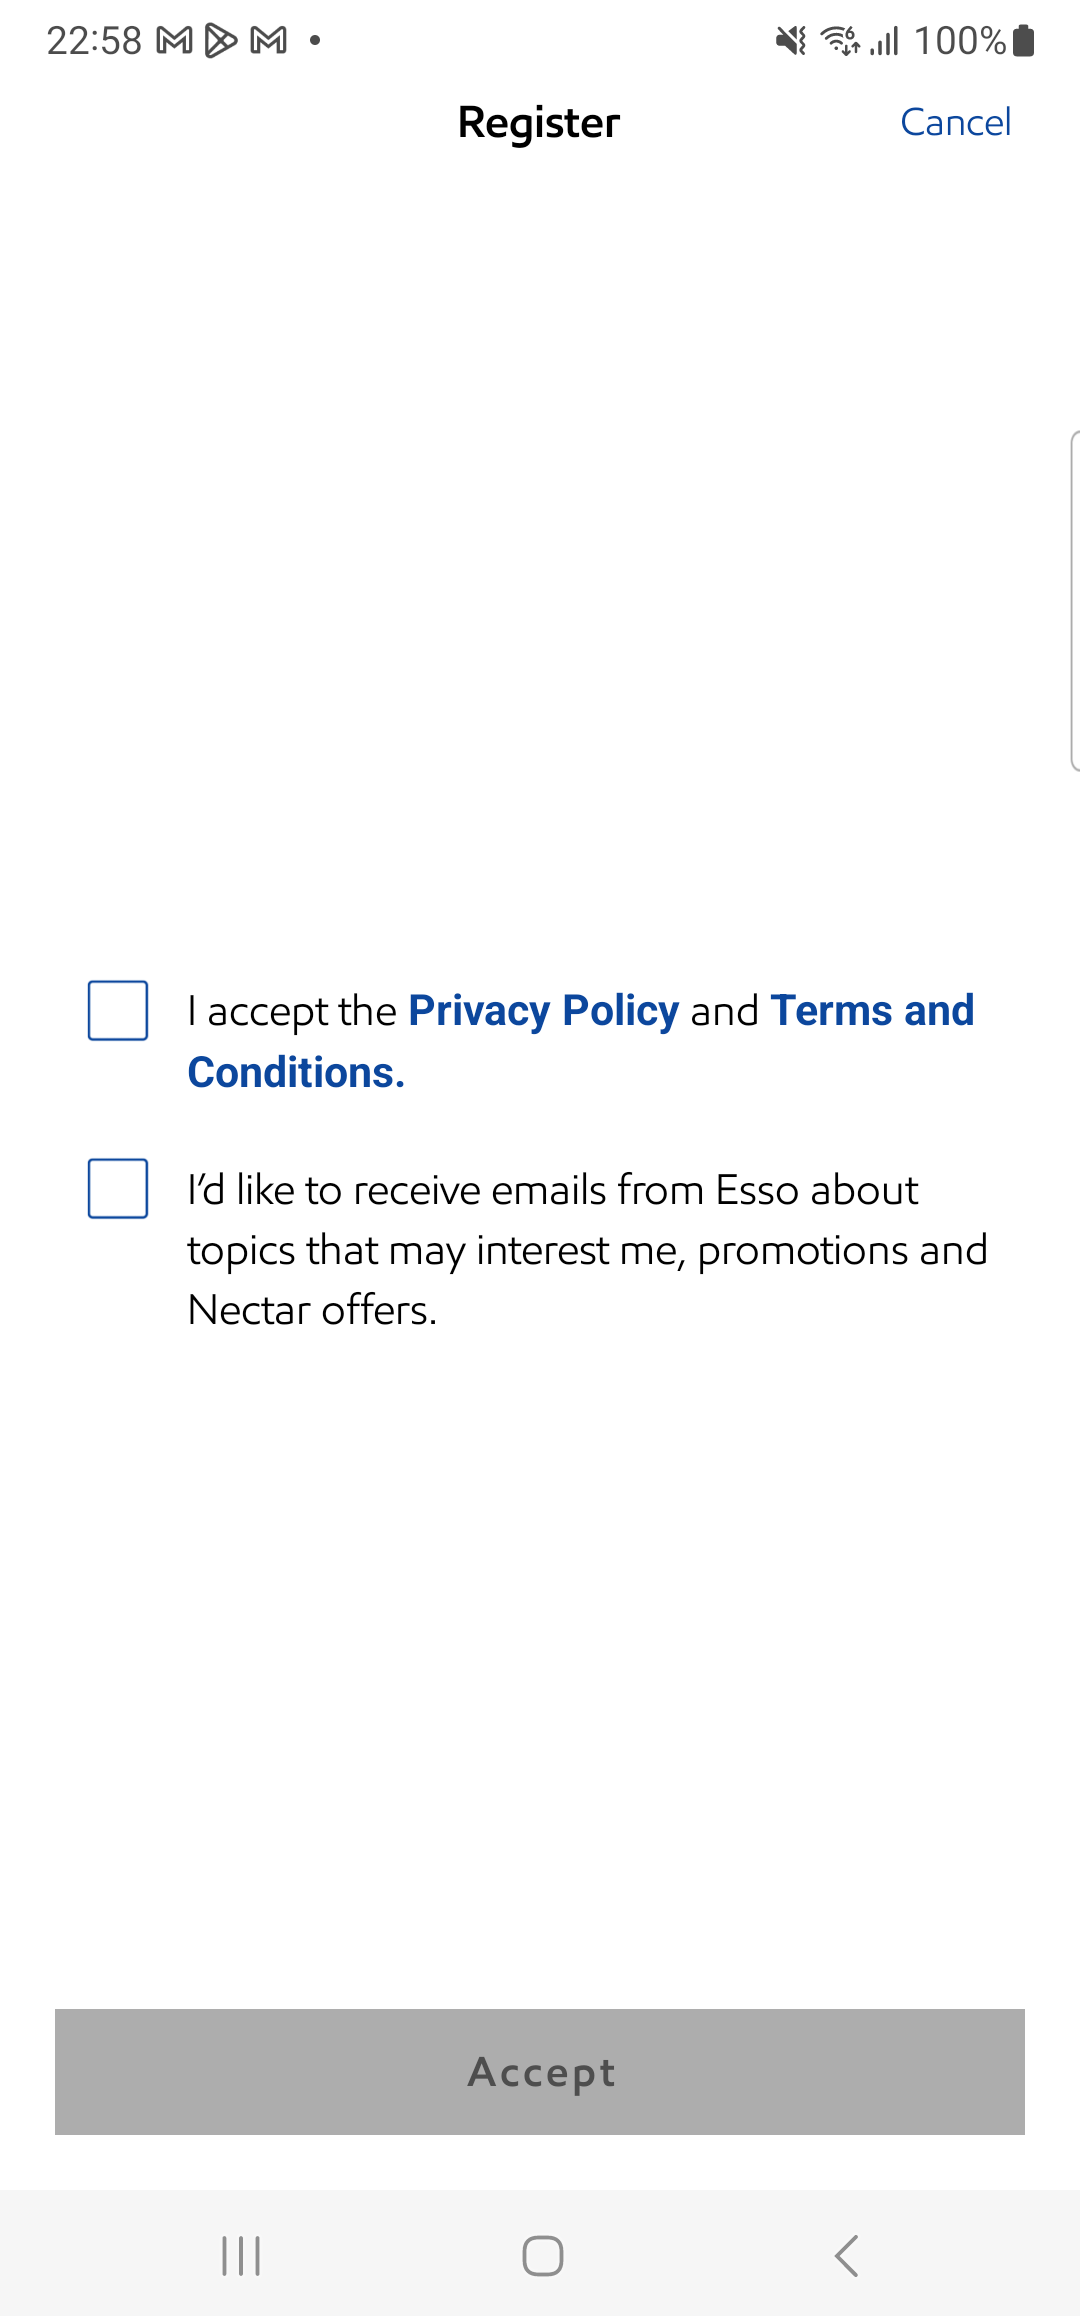 22:58 100%
Register Cancel
I accept the Privacy Policy and Terms and
Conditions.
I’d like to receive emails from Esso about
topics that may interest me, promotions and
Nectar offers.
Accept